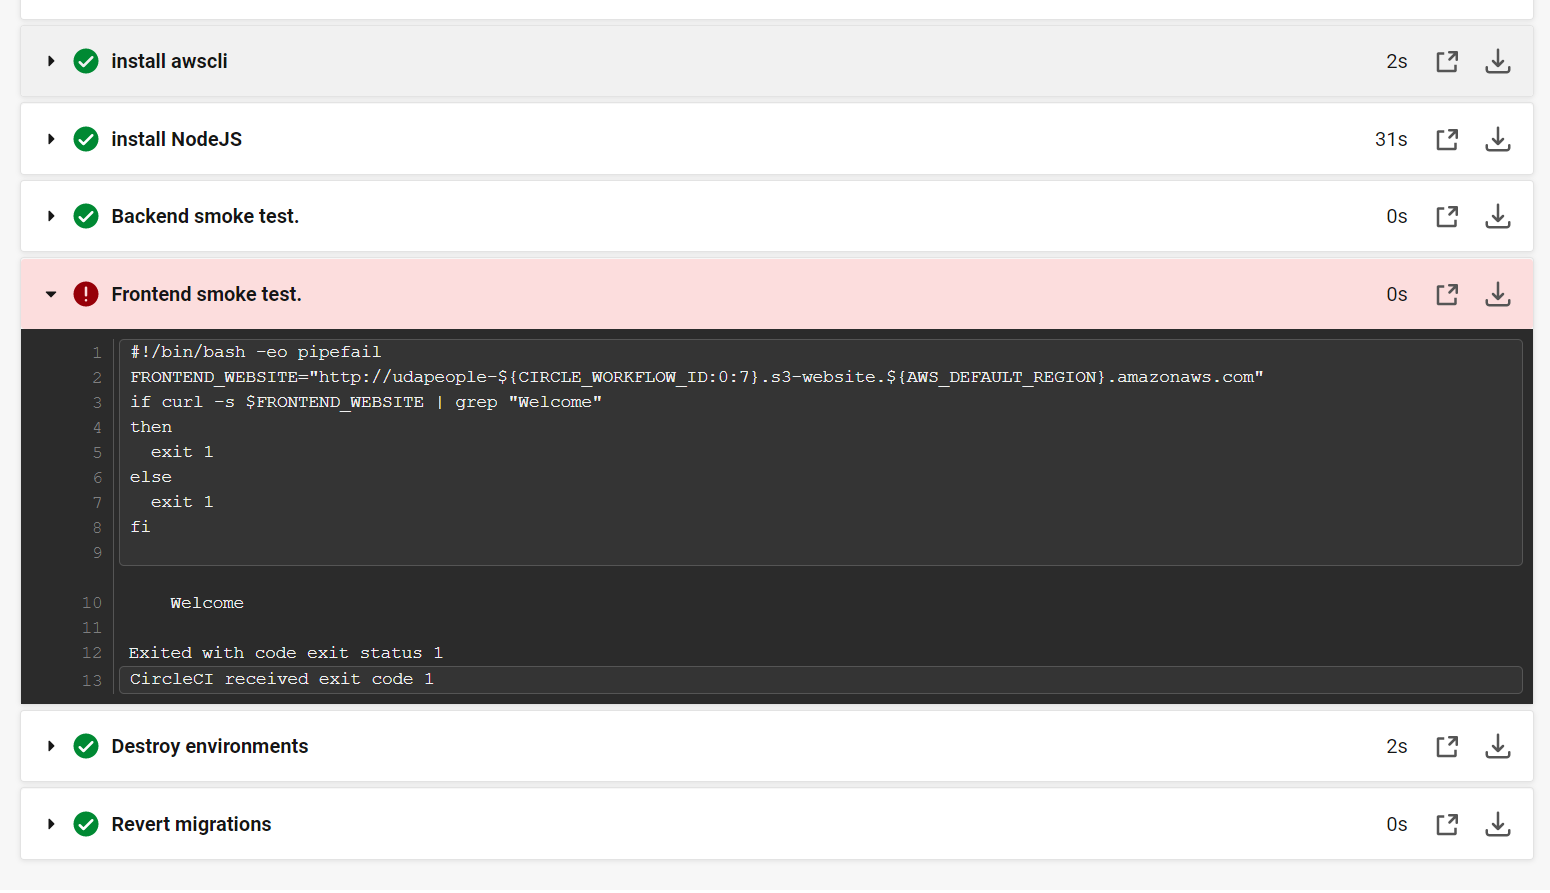 install awscli 2s
install NodeJS 31s
Backend smoke test. 0s
Frontend smoke test. 0s
1 #!/bin/bash -eo pipefail
2 FRONTEND_WEBSITE="http://udapeople-${CIRCLE_WORKFLOW_ID:0:7}.s3-website.${AWS_DEFAULT_REGION}.amazonaws.com"
3 if curl -s $FRONTEND_WEBSITE | grep "Welcome"
4 then
5   exit 1
6 else
7   exit 1
8 fi
9
10     Welcome
11
12 Exited with code exit status 1
13 CircleCI received exit code 1
Destroy environments 2s
Revert migrations 0s